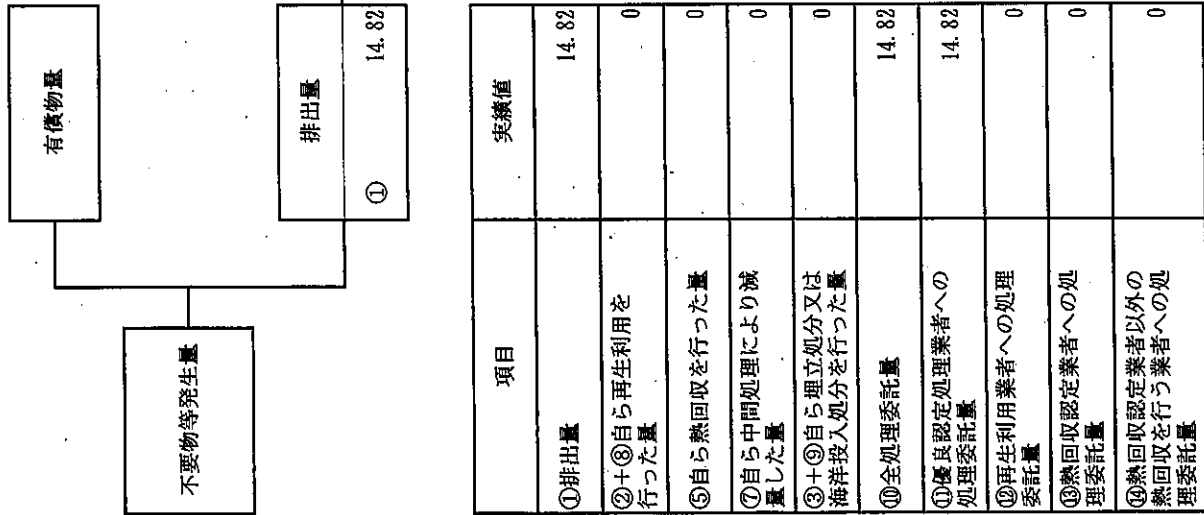 不要物等発生量
有償物量
排出量
① 14.82
項目 実績値
①排出量 14.82
②+⑧自ら再生利用を
行った量 0
⑤自ら熱回収を行った量 0
⑦自ら中間処理により減
量した量 0
③+⑨自ら埋立処分又は
海洋投入処分を行った量 0
⑩全処理委託量 14.82
⑪優良認定処理業者への
処理委託量 14.82
⑫再生利用業者への処理
委託量 0
⑬熱回収認定業者への処
理委託量 0
⑭熱回収認定業者以外の
熱回収を行う業者への処
理委託量 0